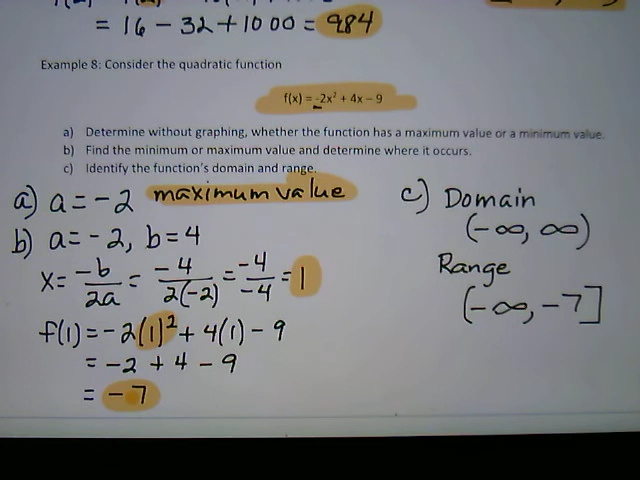 = 16 - 32 + 1000 = 984
Example 8: Consider the quadratic function
f(x) = -2x² + 4x – 9
a) Determine without graphing, whether the function has a maximum value or a minimum value.
b) Find the minimum or maximum value and determine where it occurs.
c) Identify the function's domain and range.
a) a = -2 maximum value
b) a = -2, b = 4
x = -b/2a = -4/2(-2) = -4/-4 = 1
f(1) = -2(1)² + 4(1) - 9
= -2 + 4 - 9
= -7
c) Domain
(-∞, ∞)
Range
(-∞, -7]